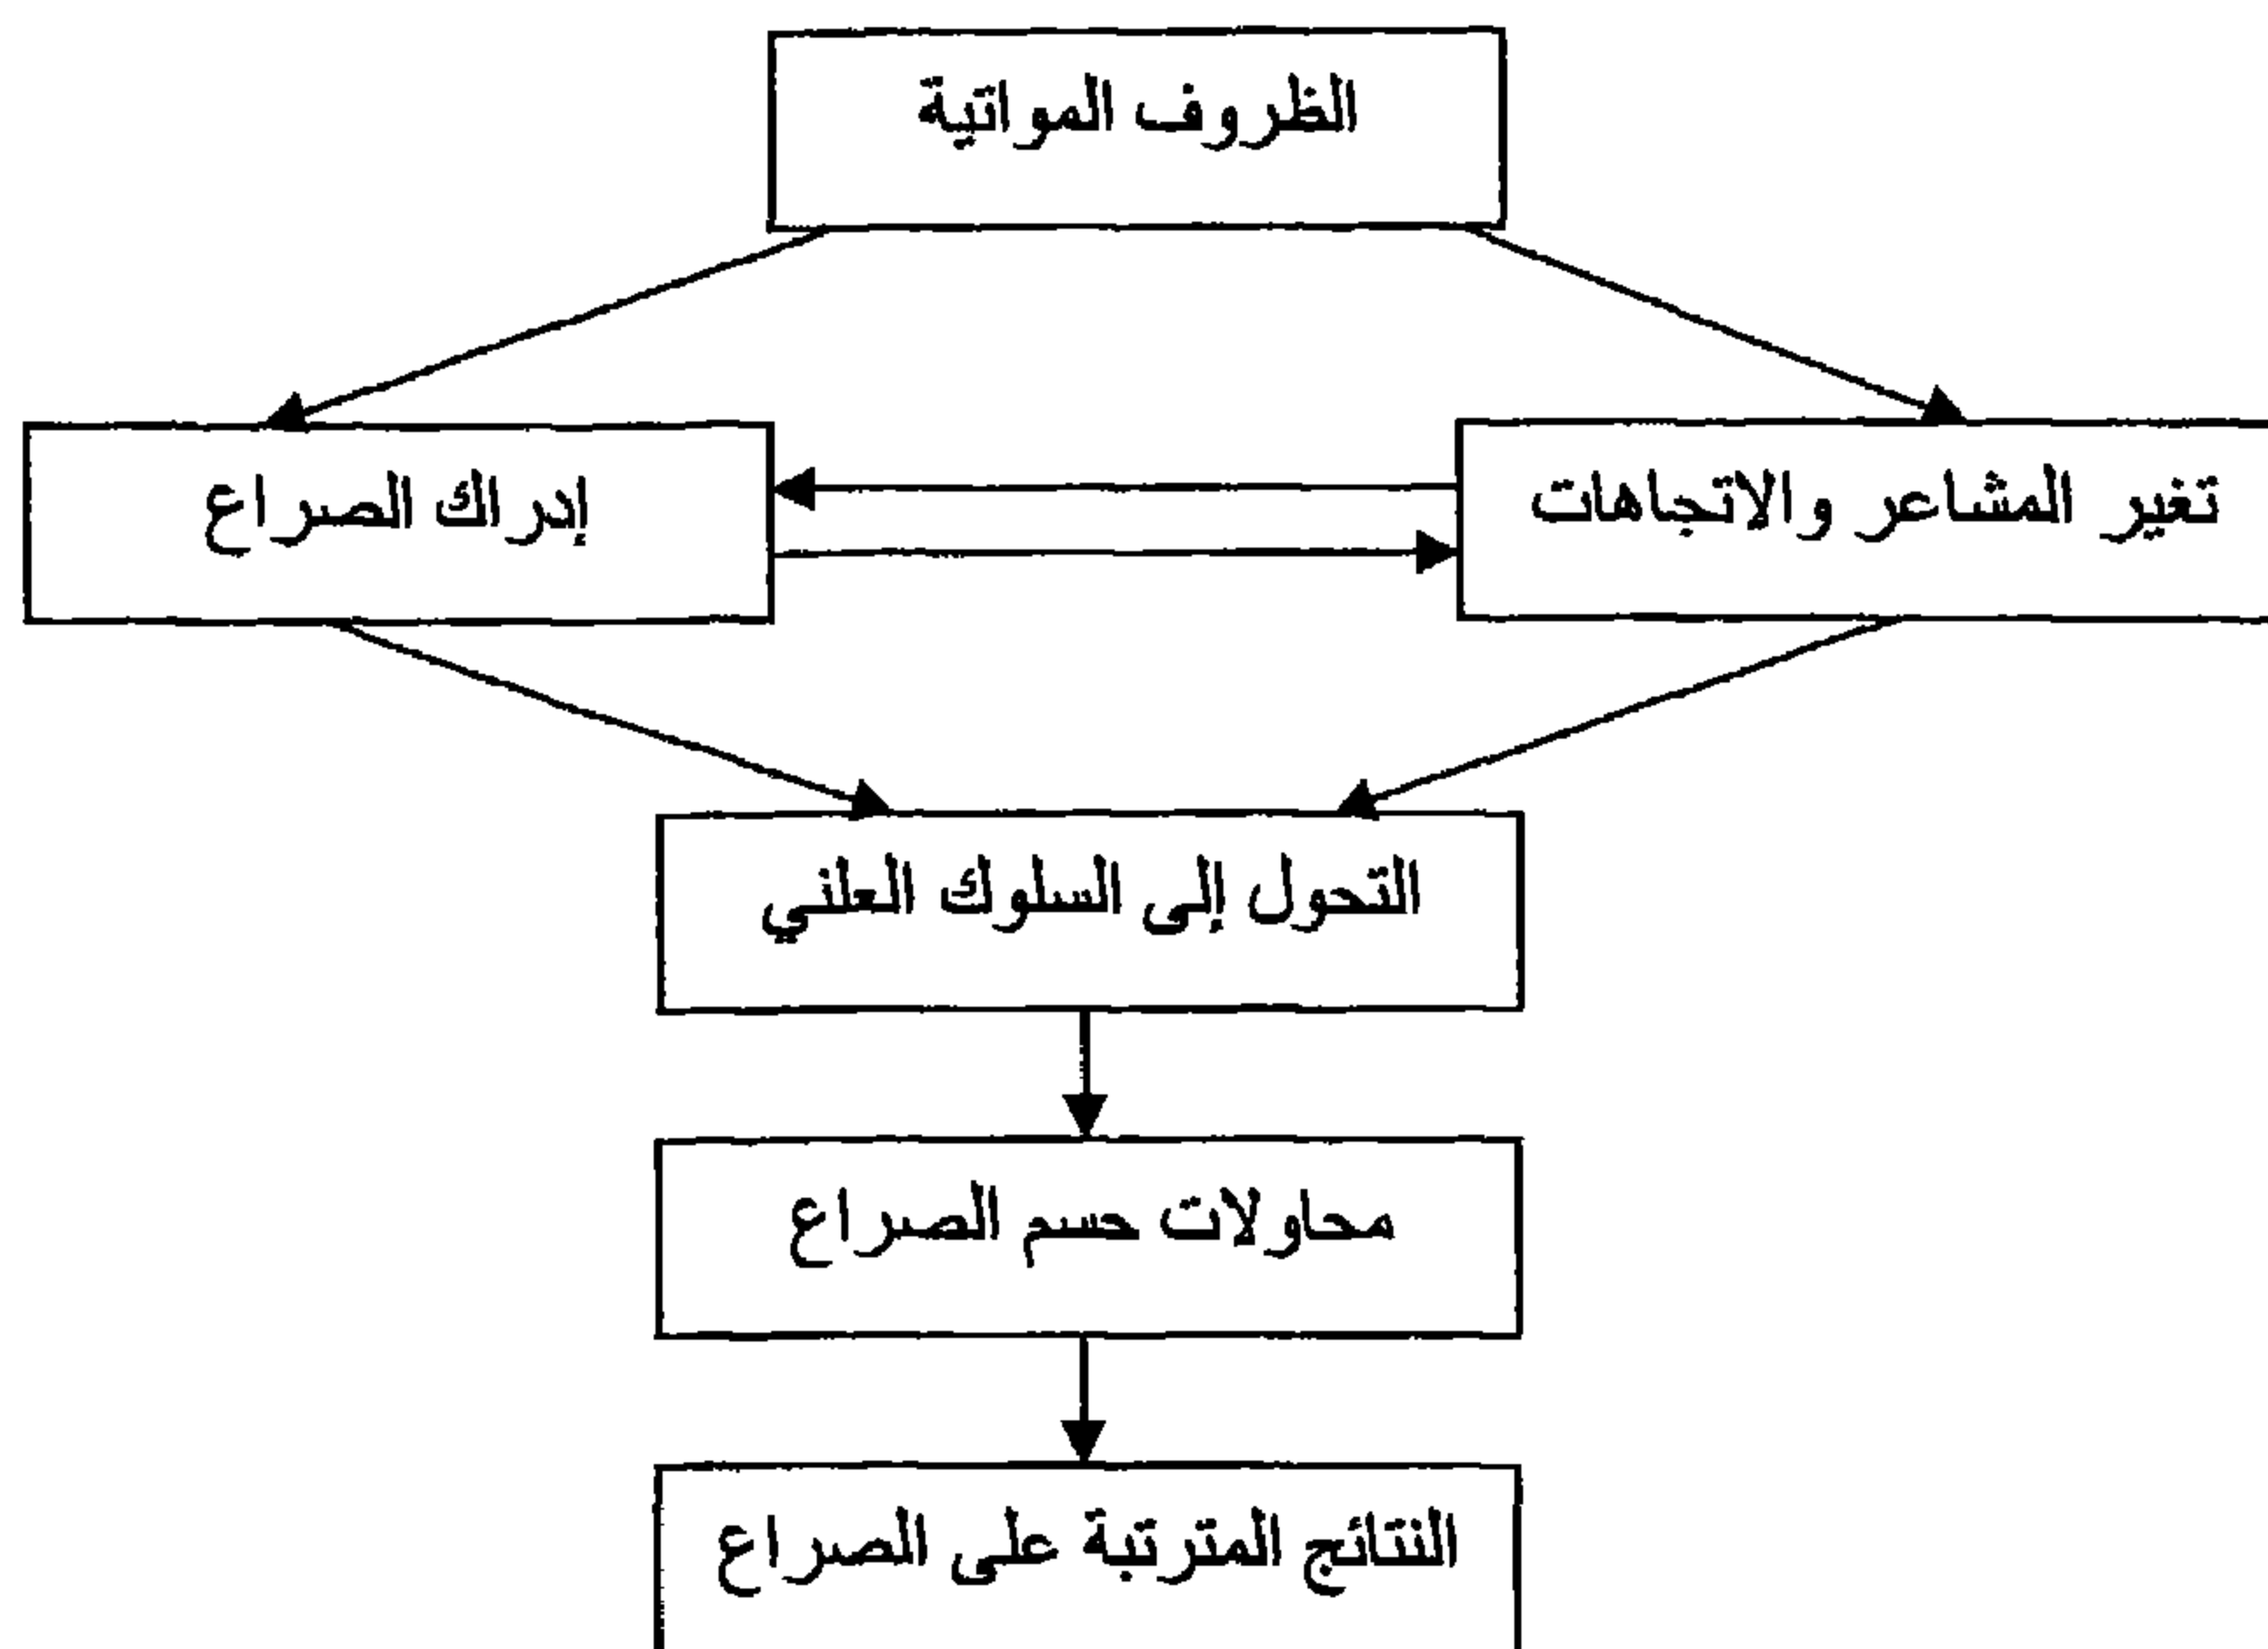 الظروف المواتية
تغير المشاعر والاتجاهات
إدراك الصراع
التحول إلى السلوك العلني
محاولات حسم الصراع
النتائج المترتبة على الصراع